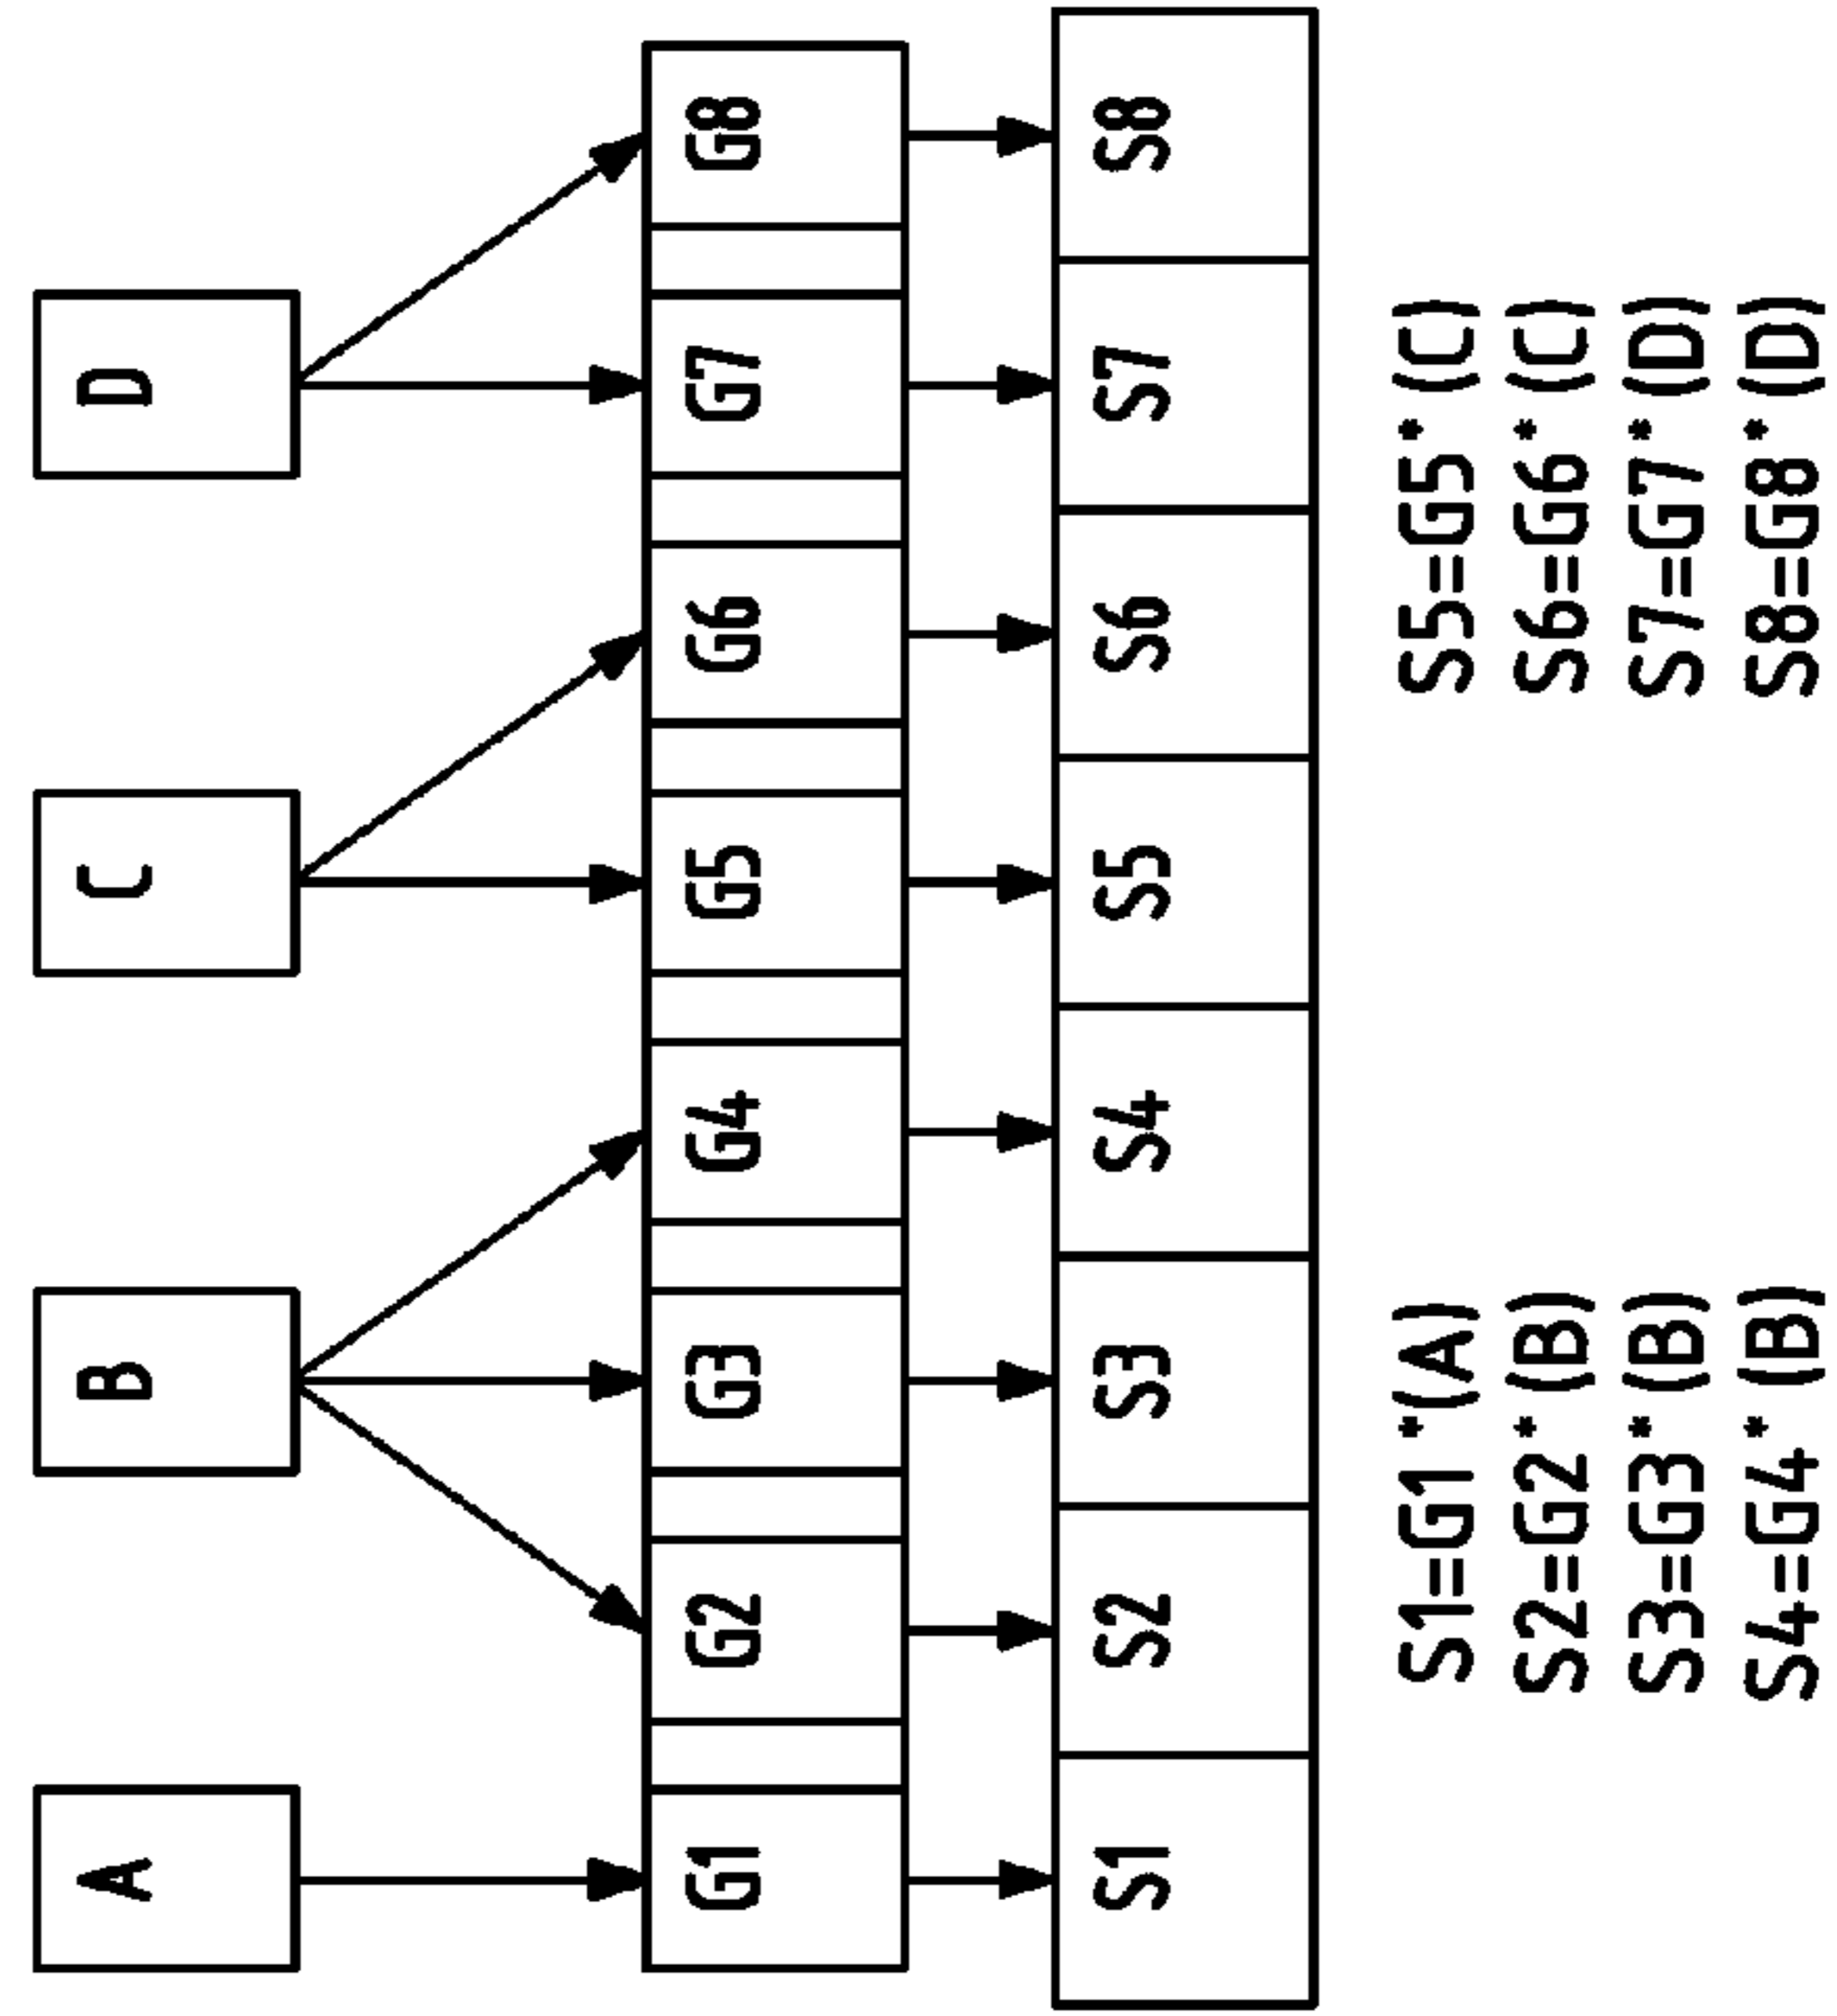 A B C D
G1 G2 G3 G4 G5 G6 G7 G8
S1 S2 S3 S4 S5 S6 S7 S8
S1=G1*(A) S5=G5*(C)
S2=G2*(B) S6=G6*(C)
S3=G3*(B) S7=G7*(D)
S4=G4*(B) S8=G8*(D)